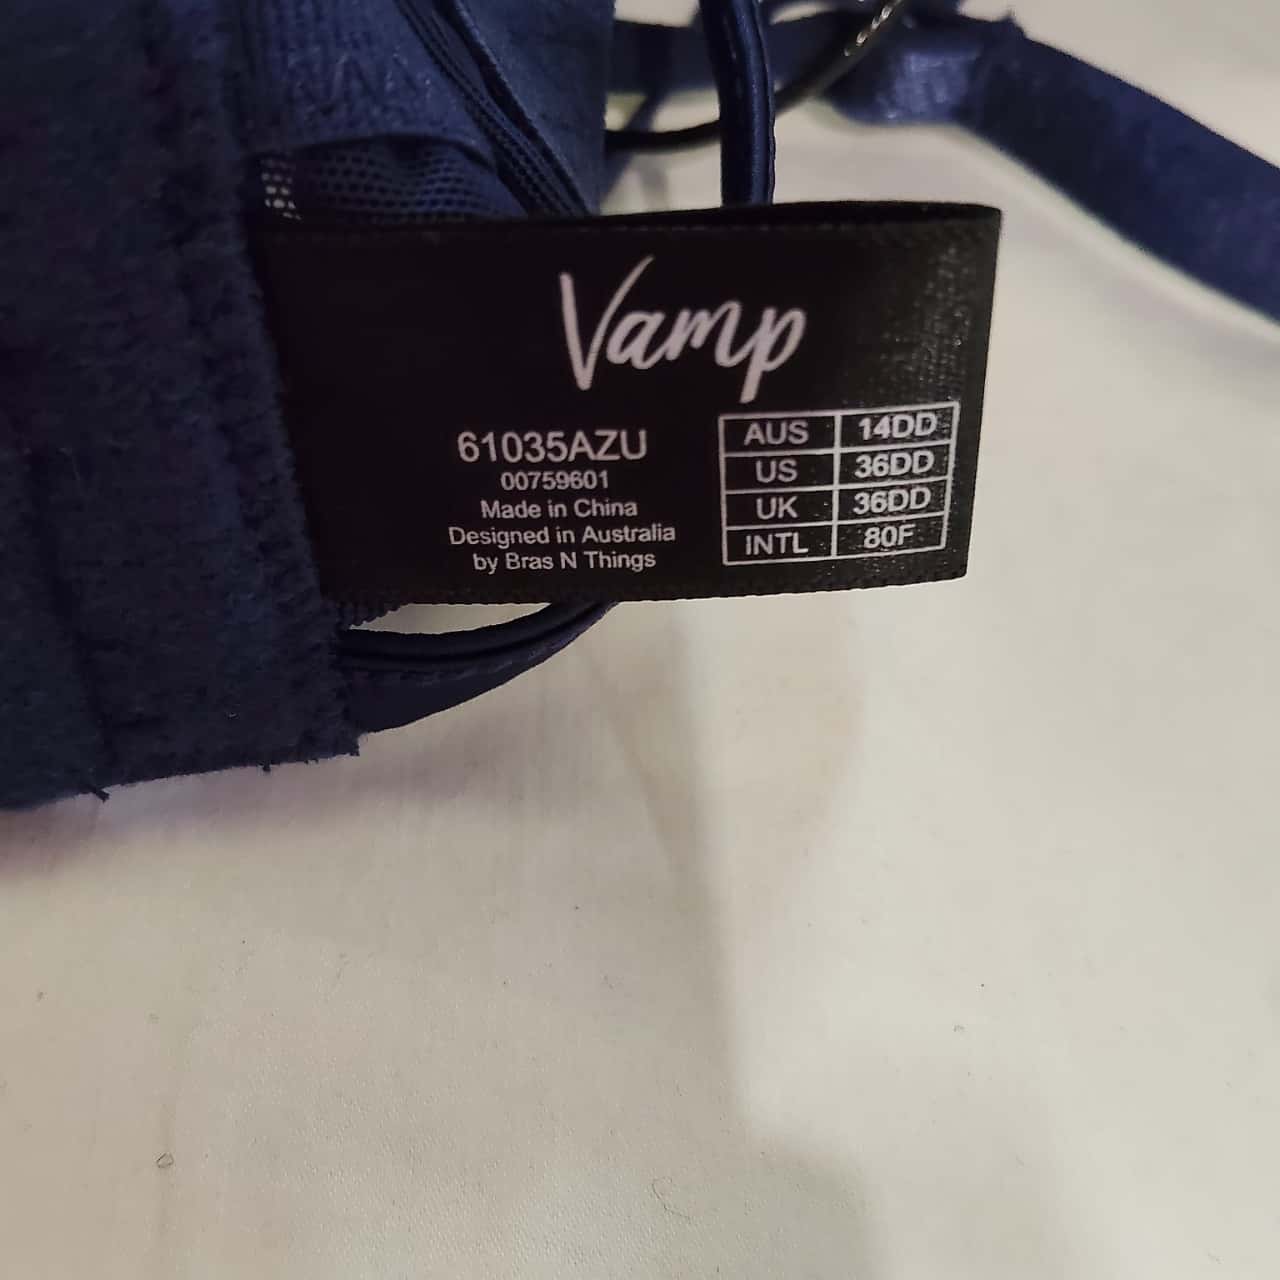 Vamp
61035AZU
00759601
Made in China
Designed in Australia
by Bras N Things
AUS 14DD
US 36DD
UK 36DD
INTL 80F